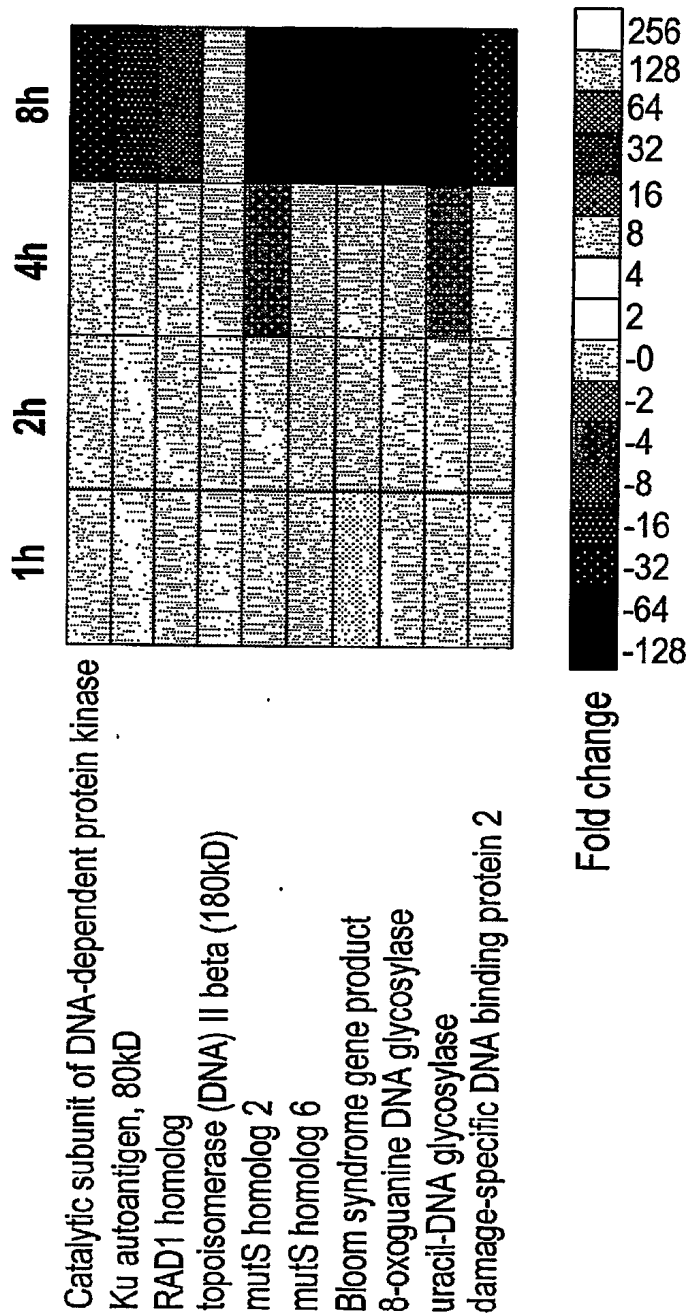 1h 2h 4h 8h
Catalytic subunit of DNA-dependent protein kinase
Ku autoantigen, 80kD
RAD1 homolog
topoisomerase (DNA) II beta (180kD)
mutS homolog 2
mutS homolog 6
Bloom syndrome gene product
8-oxoguanine DNA glycosylase
uracil-DNA glycosylase
damage-specific DNA binding protein 2
Fold change
-128 -64 -32 -16 -8 -4 -2 -0 2 4 8 16 32 64 128 256